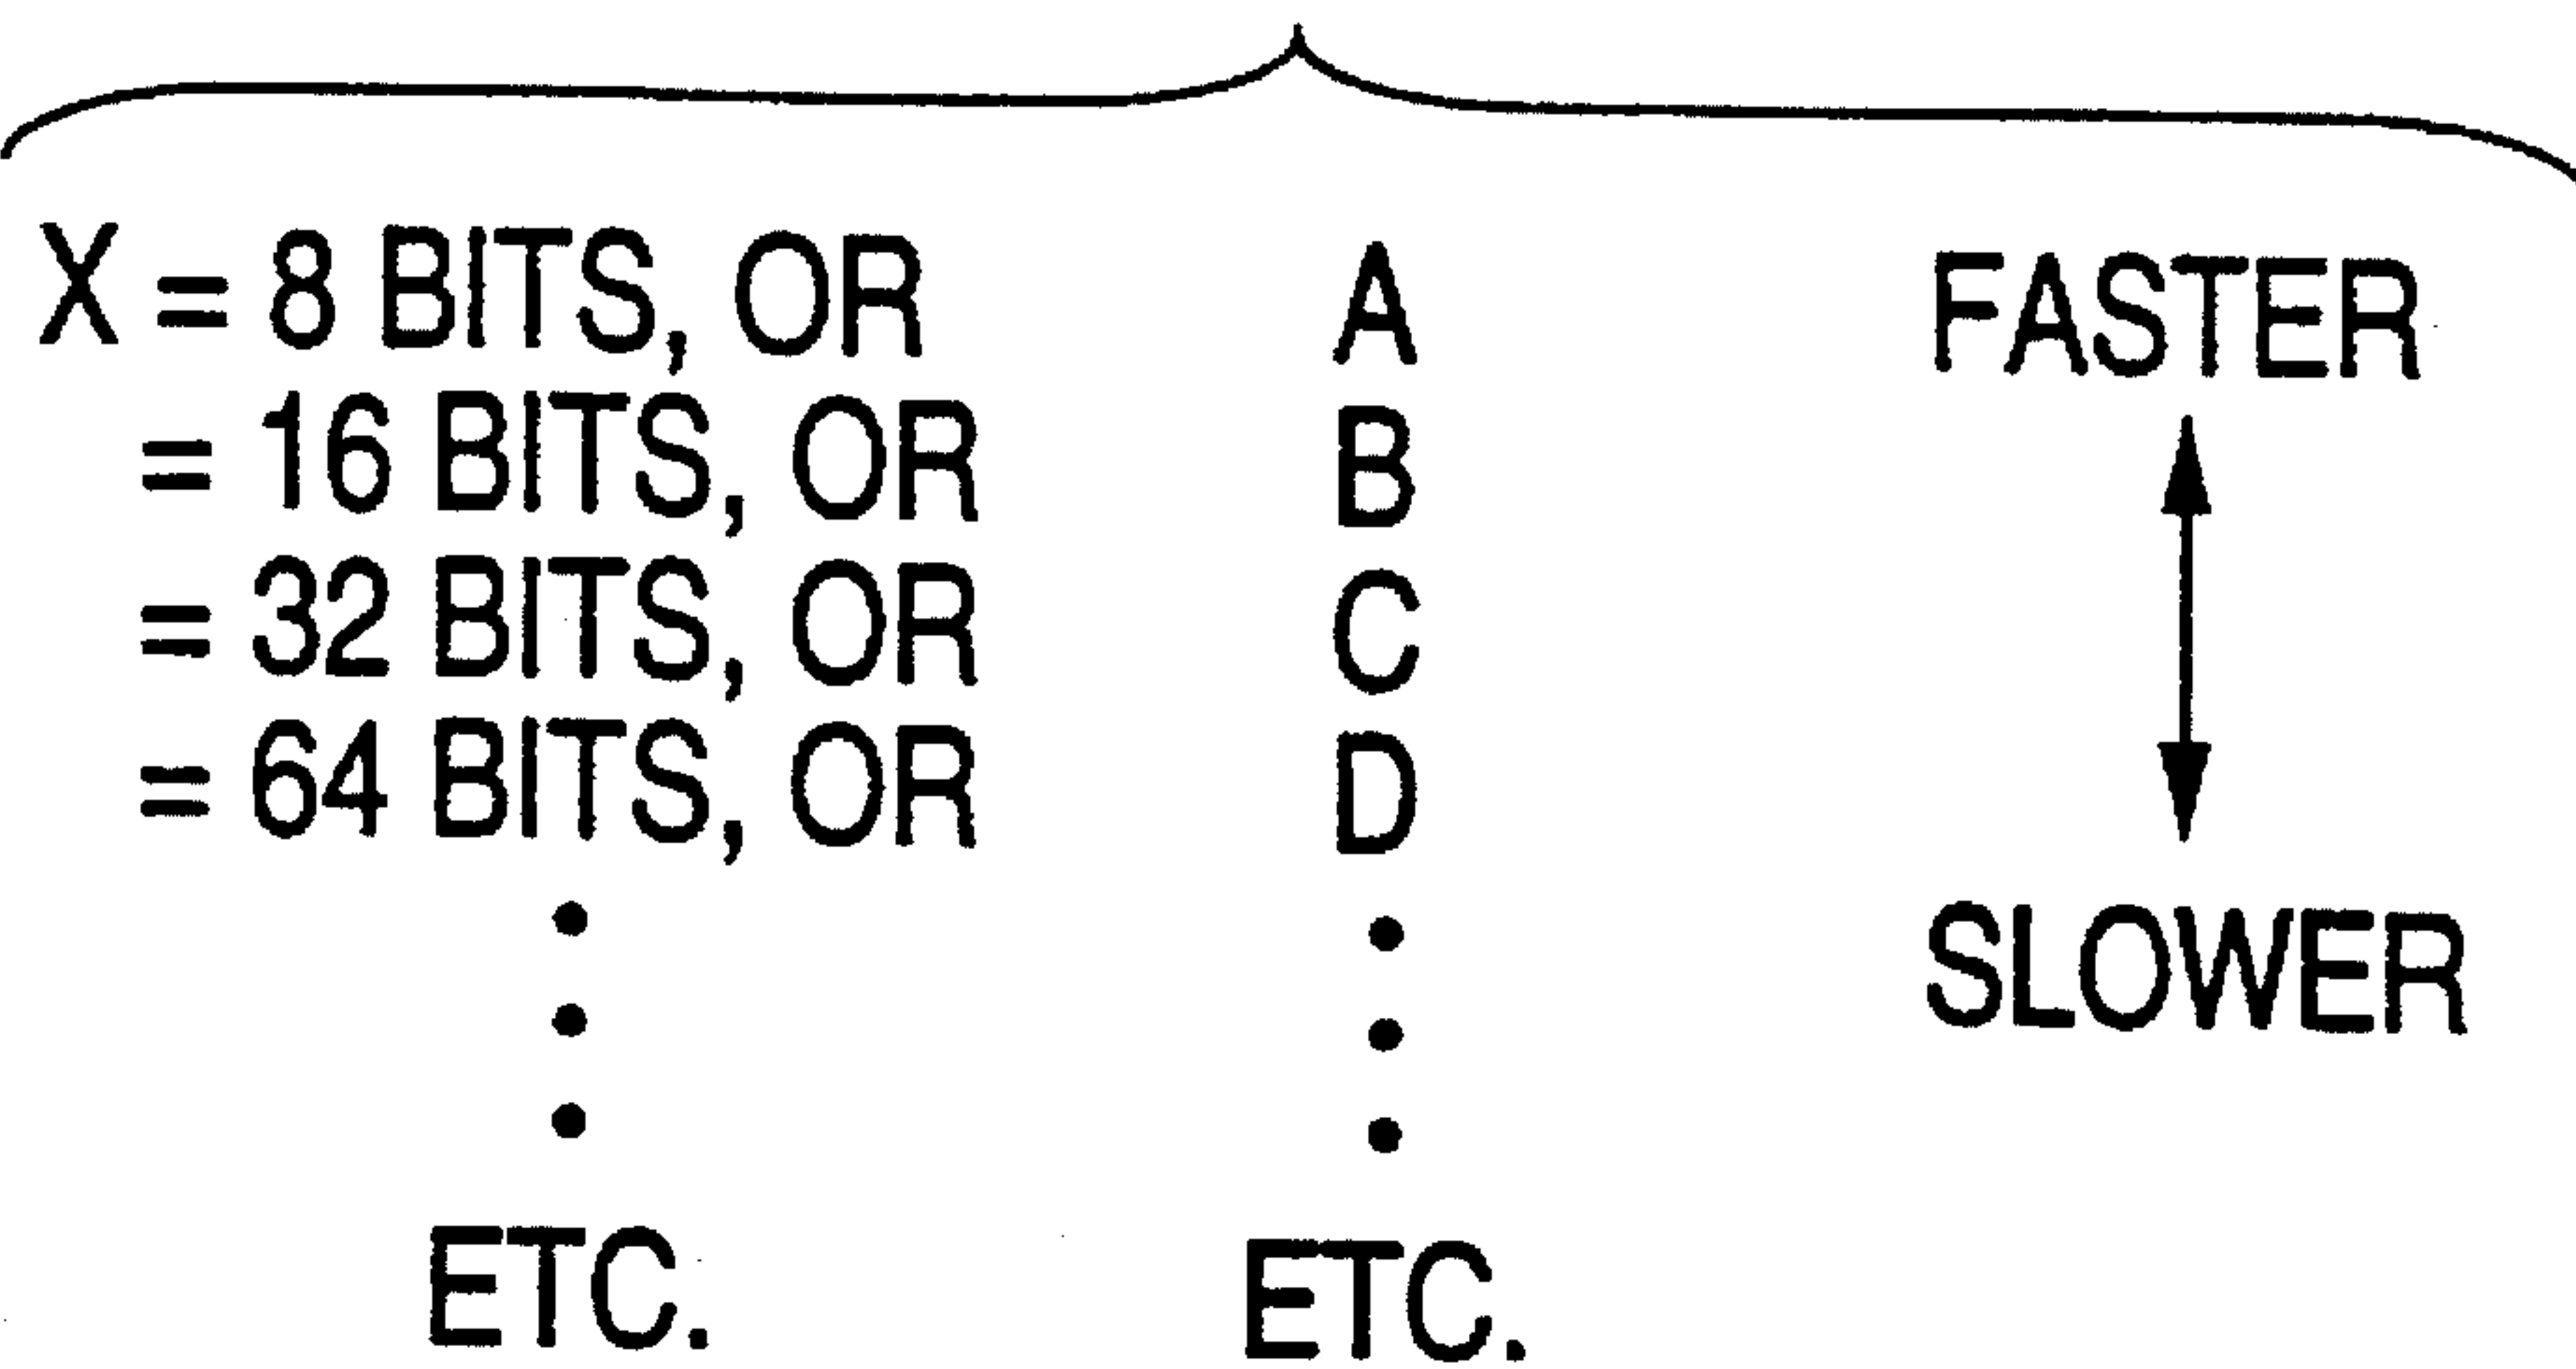 X = 8 BITS, OR A FASTER
= 16 BITS, OR B
= 32 BITS, OR C
= 64 BITS, OR D
SLOWER
ETC. ETC.